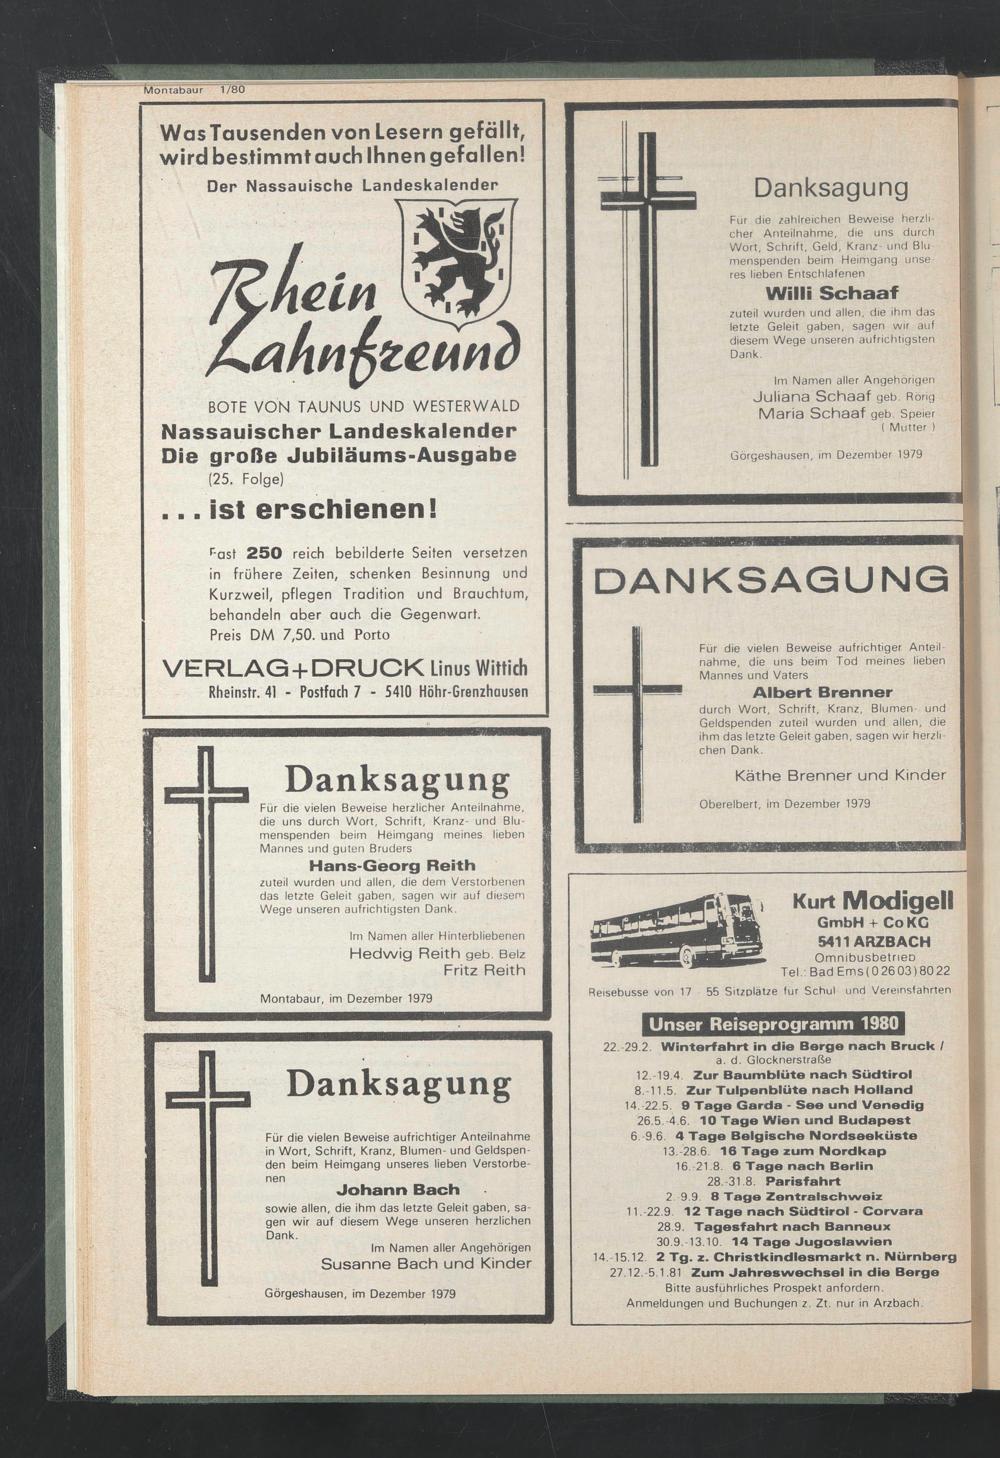 Montabaur 1/80
Was Tausenden von Lesern gefällt,
wird bestimmt auch Ihnen gefallen!
Der Nassauische Landeskalender
Rhein
Lahnfreund
BOTE VON TAUNUS UND WESTERWALD
Nassauischer Landeskalender
Die große Jubiläums-Ausgabe
(25. Folge)
... ist erschienen!
Fast 250 reich bebilderte Seiten versetzen
in frühere Zeiten, schenken Besinnung und
Kurzweil, pflegen Tradition und Brauchtum,
behandeln aber auch die Gegenwart.
Preis DM 7,50. und Porto
VERLAG+DRUCK Linus Wittich
Rheinstr. 41 - Postfach 7 - 5410 Höhr-Grenzhausen
Danksagung
Für die vielen Beweise herzlicher Anteilnahme,
die uns durch Wort, Schrift, Kranz- und Blu-
menspenden beim Heimgang meines lieben
Mannes und guten Bruders
Hans-Georg Reith
zuteil wurden und allen, die dem Verstorbenen
das letzte Geleit gaben, sagen wir auf diesem
Wege unseren aufrichtigsten Dank.
Im Namen aller Hinterbliebenen
Hedwig Reith geb. Belz
Fritz Reith
Montabaur, im Dezember 1979
Danksagung
Für die vielen Beweise aufrichtiger Anteilnahme
in Wort, Schrift, Kranz, Blumen- und Geldspen-
den beim Heimgang unseres lieben Verstorbe-
nen
Johann Bach
sowie allen, die ihm das letzte Geleit gaben, sa-
gen wir auf diesem Wege unseren herzlichen
Dank.
Im Namen aller Angehörigen
Susanne Bach und Kinder
Görgeshausen, im Dezember 1979
Danksagung
Für die zahlreichen Beweise herzli-
cher Anteilnahme, die uns durch
Wort, Schrift, Geld, Kranz- und Blu-
menspenden beim Heimgang unse
res lieben Entschlafenen
Willi Schaaf
zuteil wurden und allen, die ihm das
letzte Geleit gaben, sagen wir auf
diesem Wege unseren aufrichtigsten
Dank.
Im Namen aller Angehörigen
Juliana Schaaf geb. Rörig
Maria Schaaf geb. Speier
( Mutter )
Görgeshausen, im Dezember 1979
DANKSAGUNG
Für die vielen Beweise aufrichtiger Anteil-
nahme, die uns beim Tod meines lieben
Mannes und Vaters
Albert Brenner
durch Wort, Schrift, Kranz, Blumen- und
Geldspenden zuteil wurden und allen, die
ihm das letzte Geleit gaben, sagen wir herzli-
chen Dank.
Käthe Brenner und Kinder
Oberelbert, im Dezember 1979
Kurt Modigell
GmbH + Co KG
5411 ARZBACH
Omnibusbetrieb
Tel.: Bad Ems (0 26 03) 80 22
Reisebusse von 17 - 55 Sitzplätze für Schul- und Vereinsfahrten
Unser Reiseprogramm 1980
22.-29.2. Winterfahrt in die Berge nach Bruck /
a. d. Glocknerstraße
12.-19.4. Zur Baumblüte nach Südtirol
8.-11.5. Zur Tulpenblüte nach Holland
14.-22.5. 9 Tage Garda - See und Venedig
26.5.-4.6. 10 Tage Wien und Budapest
6.-9.6. 4 Tage Belgische Nordseeküste
13.-28.6. 16 Tage zum Nordkap
16.-21.8. 6 Tage nach Berlin
28.-31.8. Parisfahrt
2.-9.9. 8 Tage Zentralschweiz
11.-22.9. 12 Tage nach Südtirol - Corvara
28.9. Tagesfahrt nach Banneux
30.9.-13.10. 14 Tage Jugoslawien
14.-15.12. 2 Tg. z. Christkindlesmarkt n. Nürnberg
27.12.-5.1.81 Zum Jahreswechsel in die Berge
Bitte ausführliches Prospekt anfordern.
Anmeldungen und Buchungen z. Zt. nur in Arzbach.